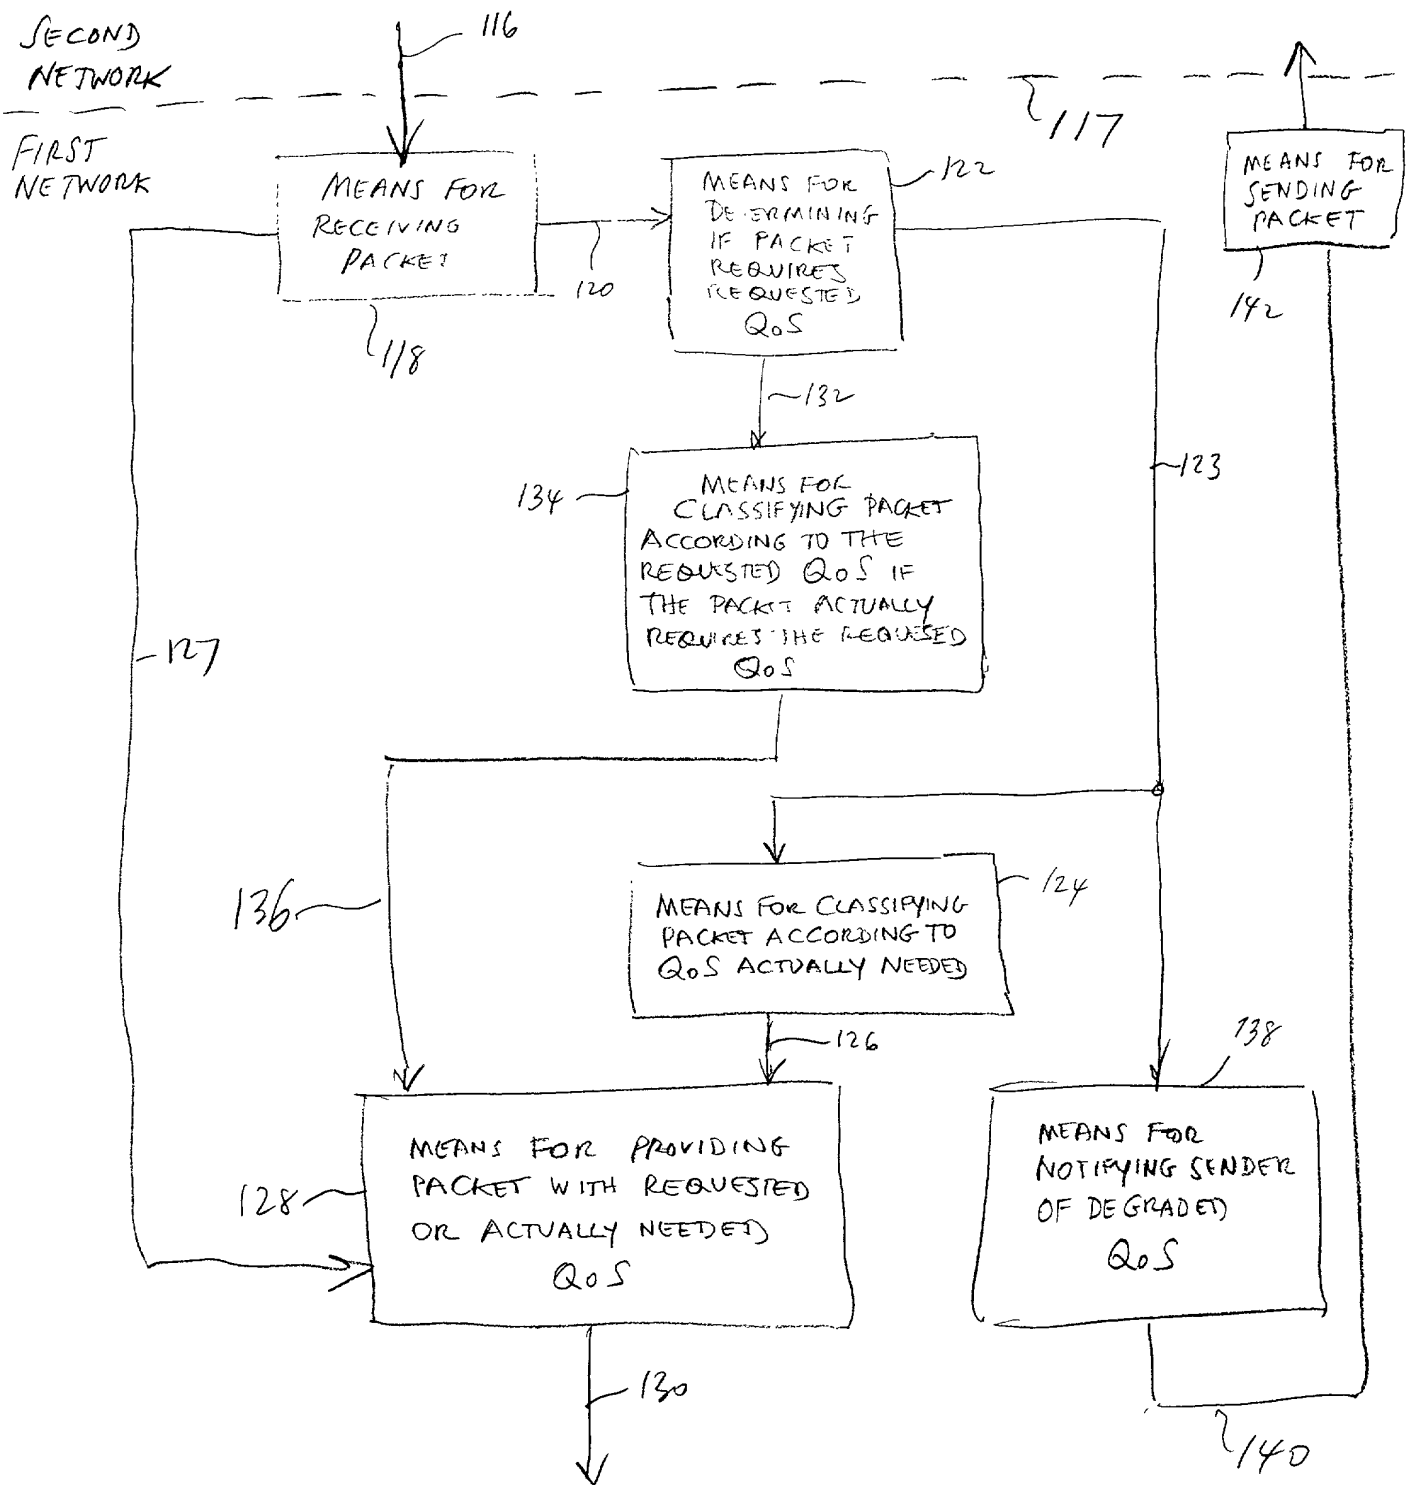 SECOND
NETWORK
116
117
FIRST
NETWORK
MEANS FOR
RECEIVING
PACKET
118
120
MEANS FOR
DETERMINING
IF PACKET
REQUIRES
REQUESTED
QoS
122
MEANS FOR
SENDING
PACKET
142
132
123
134
MEANS FOR
CLASSIFYING PACKET
ACCORDING TO THE
REQUESTED QoS IF
THE PACKET ACTUALLY
REQUIRES THE REQUESED
QoS
127
136
124
MEANS FOR CLASSIFYING
PACKET ACCORDING TO
QoS ACTUALLY NEEDED
126
138
128
MEANS FOR PROVIDING
PACKET WITH REQUESTED
OR ACTUALLY NEEDED
QoS
MEANS FOR
NOTIFYING SENDER
OF DEGRADED
QoS
130
140